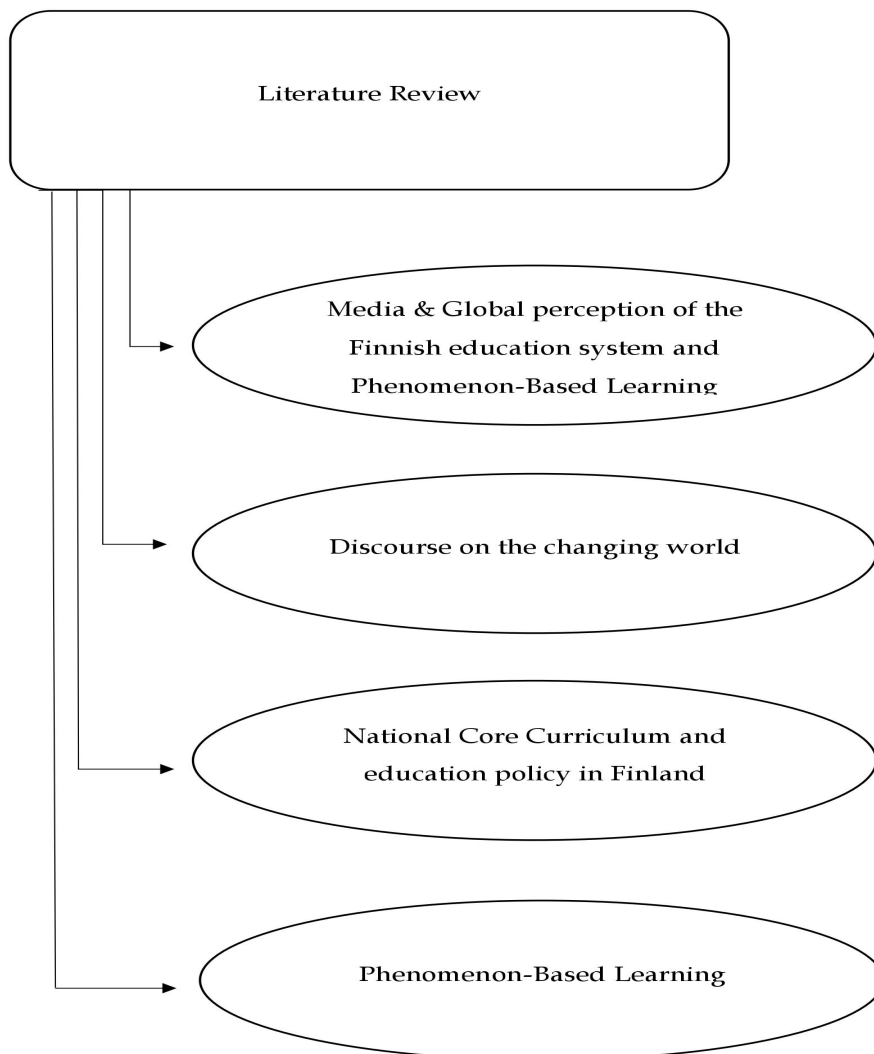 Literature Review
Media & Global perception of the
Finnish education system and
Phenomenon-Based Learning
Discourse on the changing world
National Core Curriculum and
education policy in Finland
Phenomenon-Based Learning